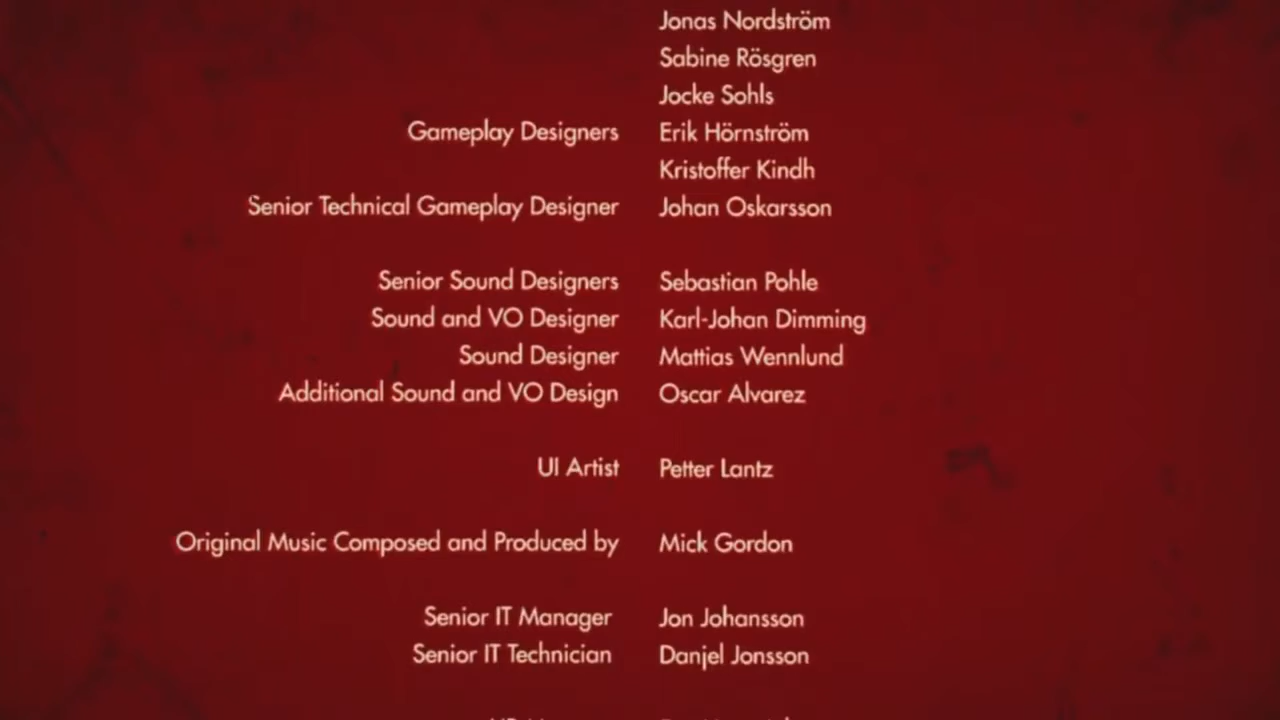 Jonas Nordström
Sabine Rösgren
Jocke Sohls
Gameplay Designers Erik Hörnström
Kristoffer Kindh
Senior Technical Gameplay Designer Johan Oskarsson
Senior Sound Designers Sebastian Pohle
Sound and VO Designer Karl-Johan Dimming
Sound Designer Mattias Wennlund
Additional Sound and VO Design Oscar Alvarez
UI Artist Petter Lantz
Original Music Composed and Produced by Mick Gordon
Senior IT Manager Jon Johansson
Senior IT Technician Danjel Jonsson